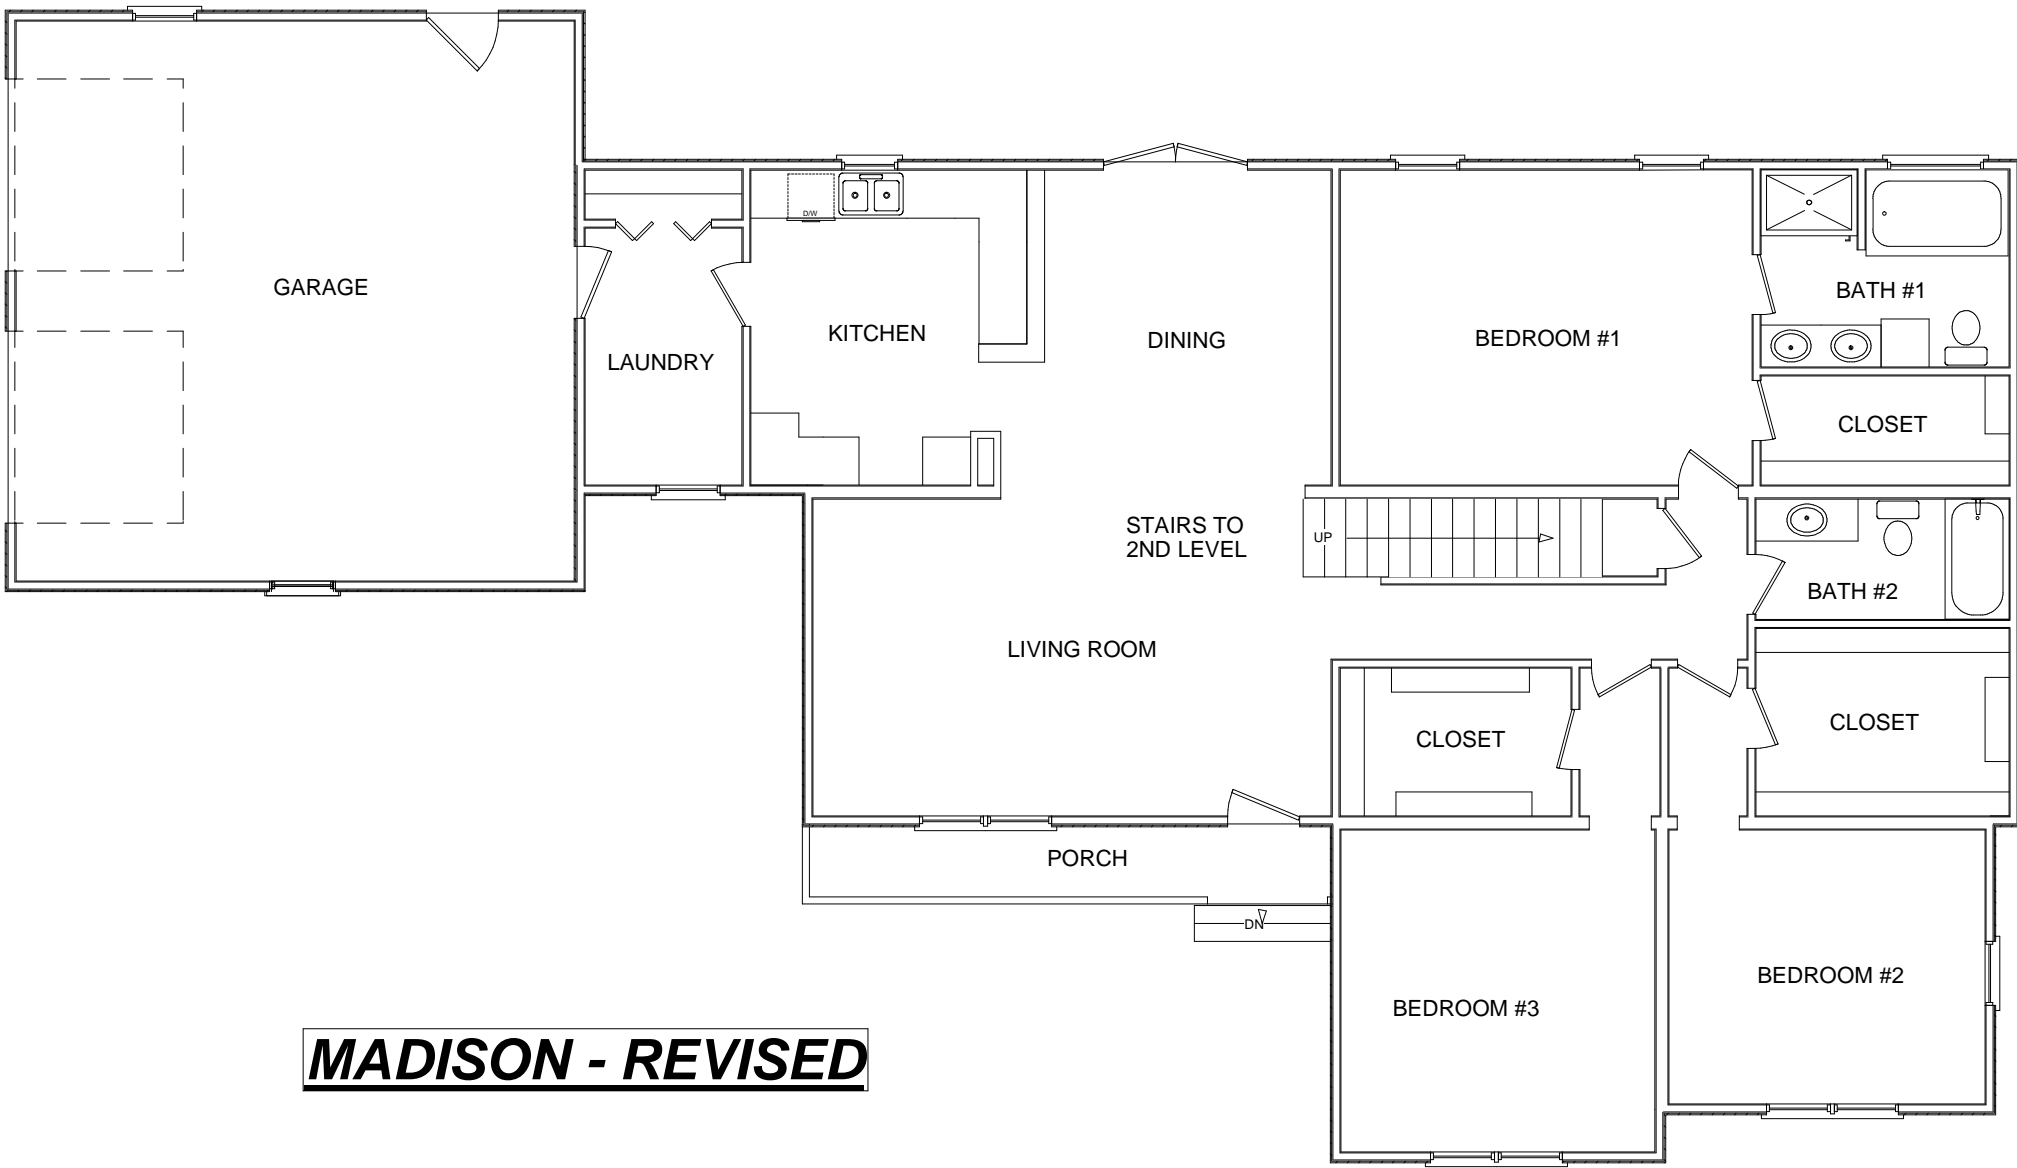 GARAGE
LAUNDRY
D/W
KITCHEN
DINING
BEDROOM #1
BATH #1
CLOSET
STAIRS TO
2ND LEVEL
UP
BATH #2
LIVING ROOM
CLOSET
CLOSET
PORCH
DN
BEDROOM #3
BEDROOM #2
MADISON - REVISED